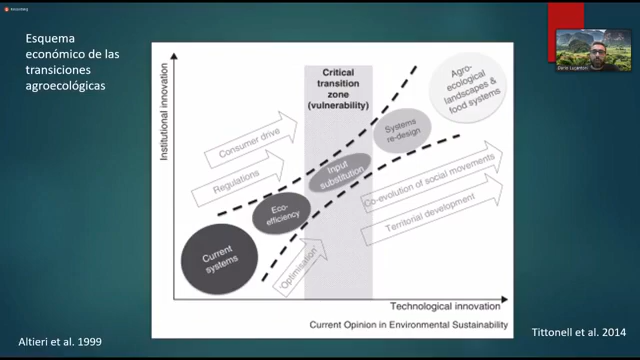 Esquema
económico de las
transiciones
agroecológicas
Institutional innovation
Critical
transition
zone
(vulnerability)
Agro-
ecological
landscapes &
food systems
Consumer drive
Systems
re-design
Regulations
Input
substitution
Co-evolution of social movements
Eco-
efficiency
Territorial development
Current
systems
'Optimisation'
Technological innovation
Current Opinion in Environmental Sustainability
Tittonell et al. 2014
Altieri et al. 1999